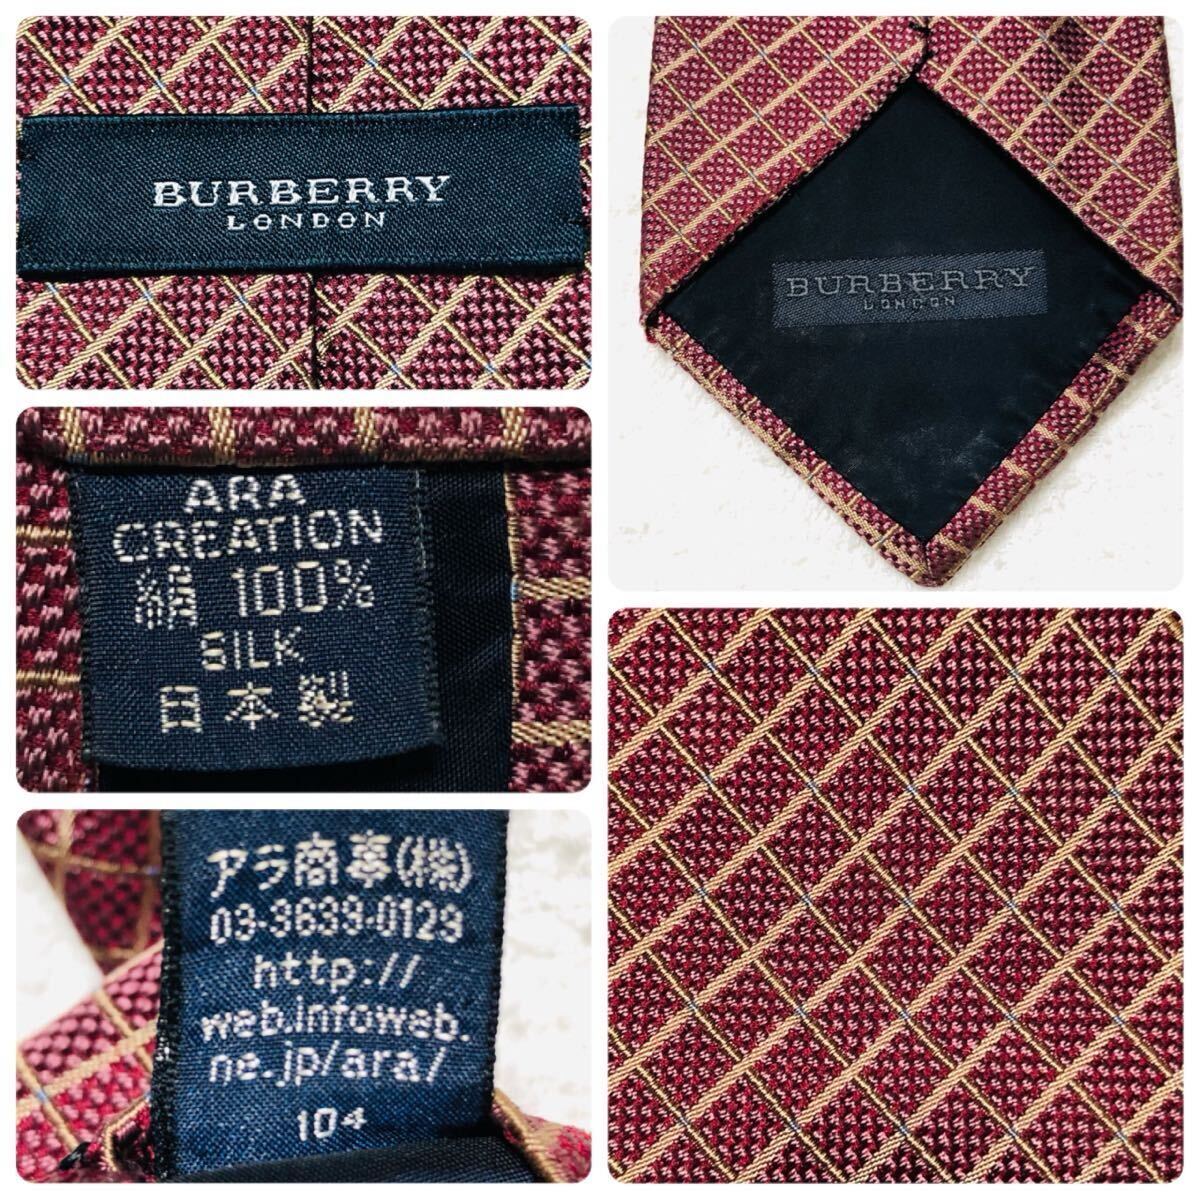 BURBERRY
LONDON
BURBERRY
LONDON
ARA
CREATION
絹 100%
SILK
日本製
アラ商事(株)
03-3639-0129
http://
web.infoweb.
ne.jp/ara/
104